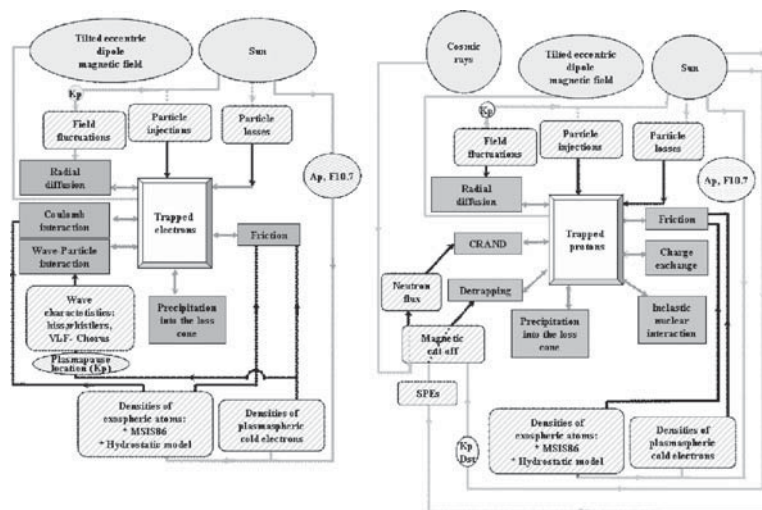 Tilted eccentric
dipole
magnetic field
Sun
Kp
Field
fluctuations
Particle
injections
Particle
losses
Radial
diffusion
Ap, F10.7
Coulomb
interaction
Trapped
electrons
Wave-Particle
interaction
Friction
Wave
characteristics:
hiss, whistlers,
VLF- Chorus
Precipitation
into the loss
cone
Plasmapause
location (Kp)
Densities of
exospheric atoms:
* MSIS86
* Hydrostatic model
Densities of
plasmaspheric
cold electrons
Cosmic
rays
Tilted eccentric
dipole
magnetic field
Sun
Kp
Field
fluctuations
Particle
injections
Particle
losses
Radial
diffusion
Ap, F10.7
Trapped
protons
Friction
CRAND
Charge
exchange
Neutron
flux
Detrapping
Precipitation
into the loss
cone
Inelastic
nuclear
interaction
Magnetic
cut-off
SPEs
Densities of
exospheric atoms:
* MSIS86
* Hydrostatic model
Densities of
plasmaspheric
cold electrons
Kp
Dst